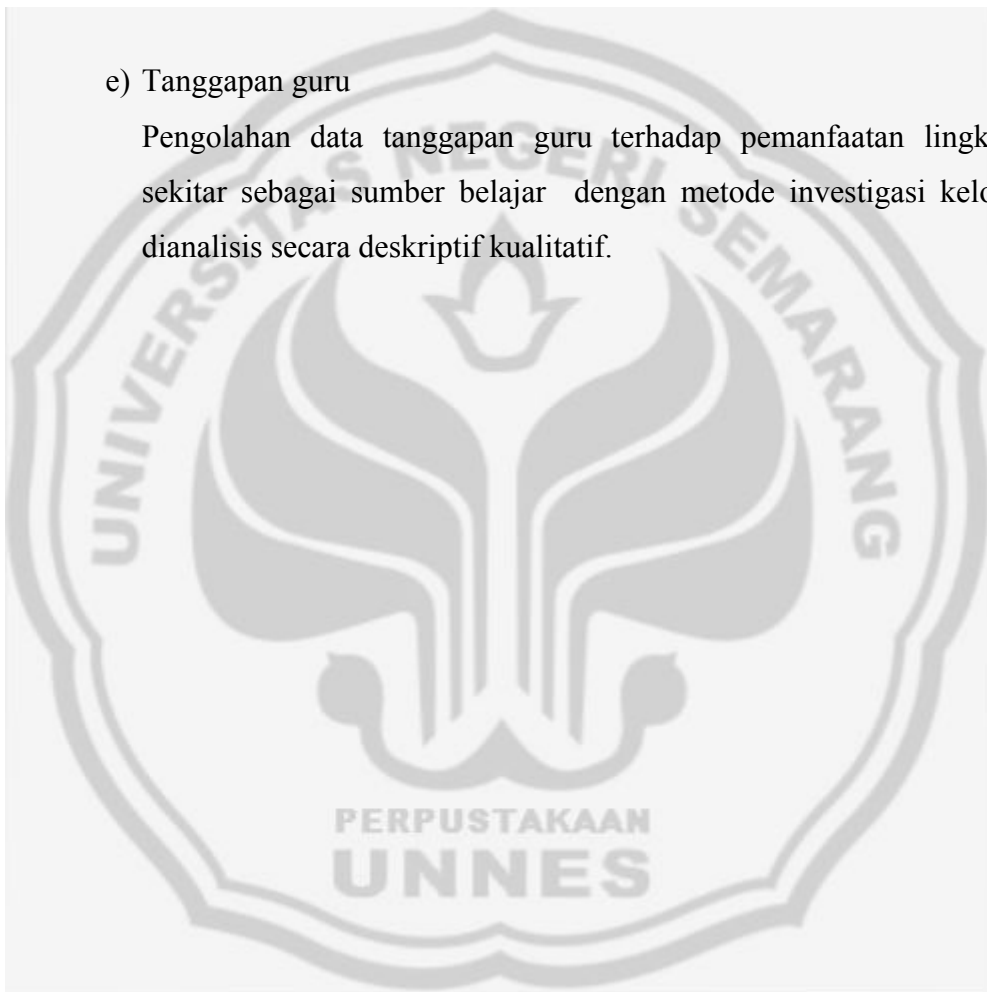 e) Tanggapan guru
Pengolahan data tanggapan guru terhadap pemanfaatan lingk
sekitar sebagai sumber belajar dengan metode investigasi kelo
dianalisis secara deskriptif kualitatif.
UNIVERSITAS NEGERI SEMARANG
PERPUSTAKAAN
UNNES